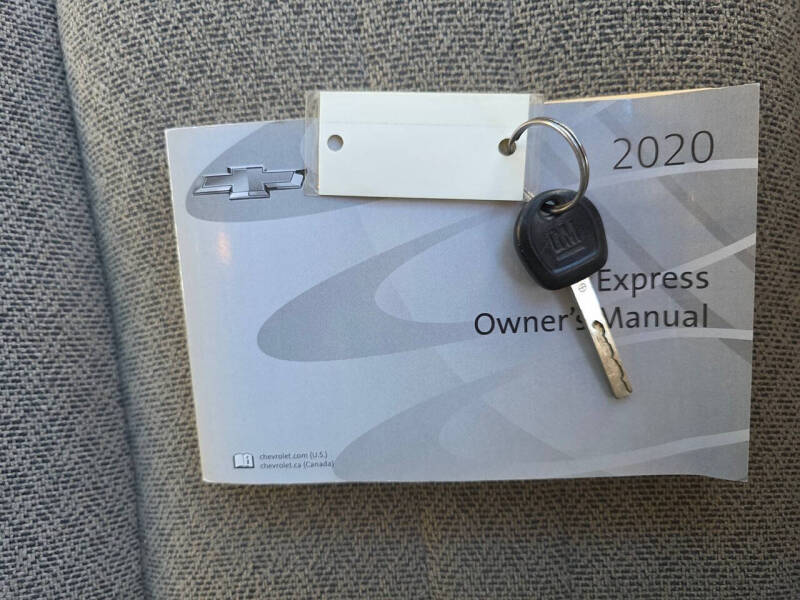 2020
GM
Express
Owner's Manual
chevrolet.com (U.S.)
chevrolet.ca (Canada)